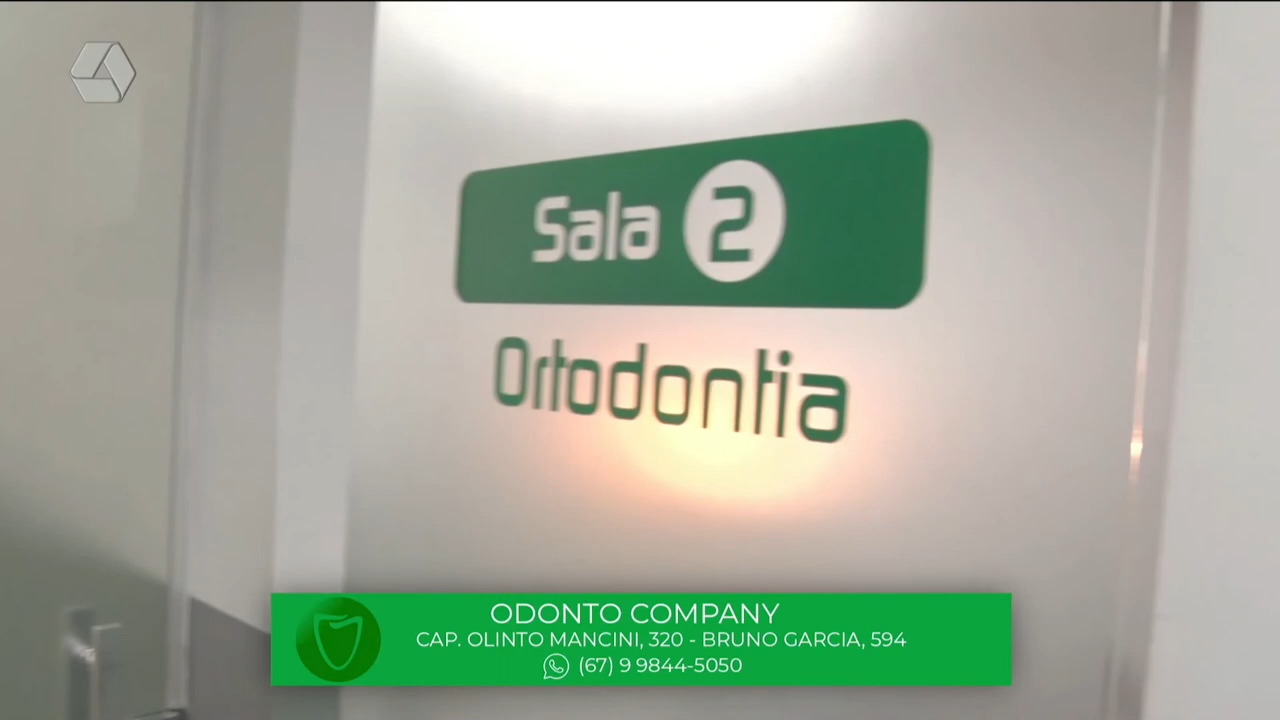 Sala 2
Ortodontia
ODONTO COMPANY
CAP. OLINTO MANCINI, 320 - BRUNO GARCIA, 594
(67) 9 9844-5050